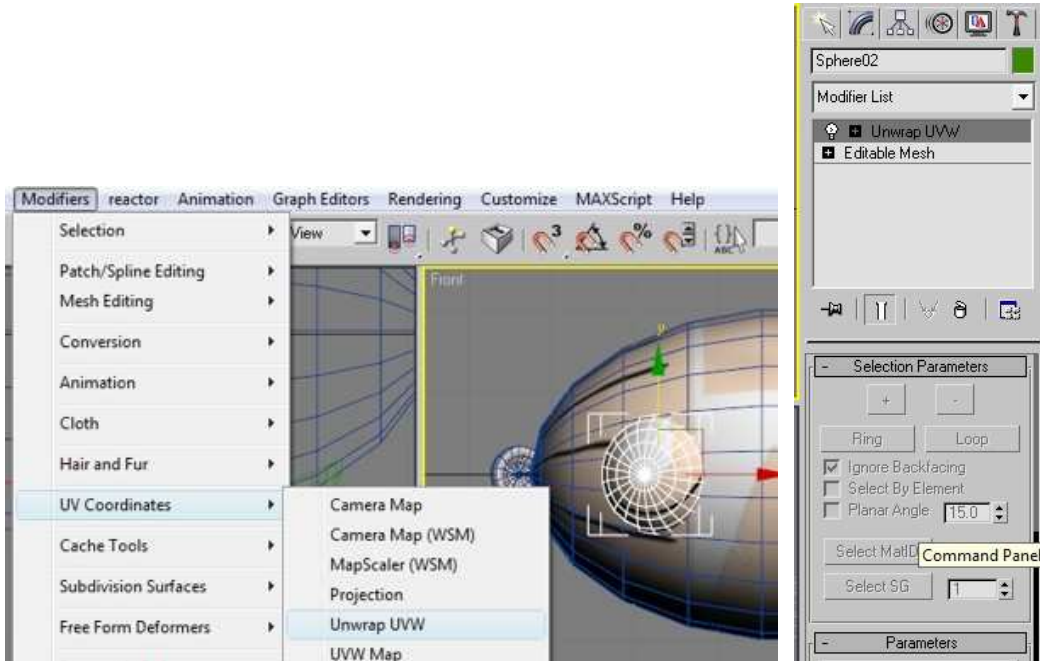 Modifiers reactor Animation Graph Editors Rendering Customize MAXScript Help
Selection
Patch/Spline Editing
Mesh Editing
Conversion
Animation
Cloth
Hair and Fur
UV Coordinates
Cache Tools
Subdivision Surfaces
Free Form Deformers
Camera Map
Camera Map (WSM)
MapScaler (WSM)
Projection
Unwrap UVW
UVW Map
View
3
%
ABC
Front
y
Sphere02
Modifier List
Unwrap UVW
Editable Mesh
- Selection Parameters
+ -
Ring Loop
Ignore Backfacing
Select By Element
Planar Angle 15.0
Select MatID
Command Panel
Select SG 1
- Parameters